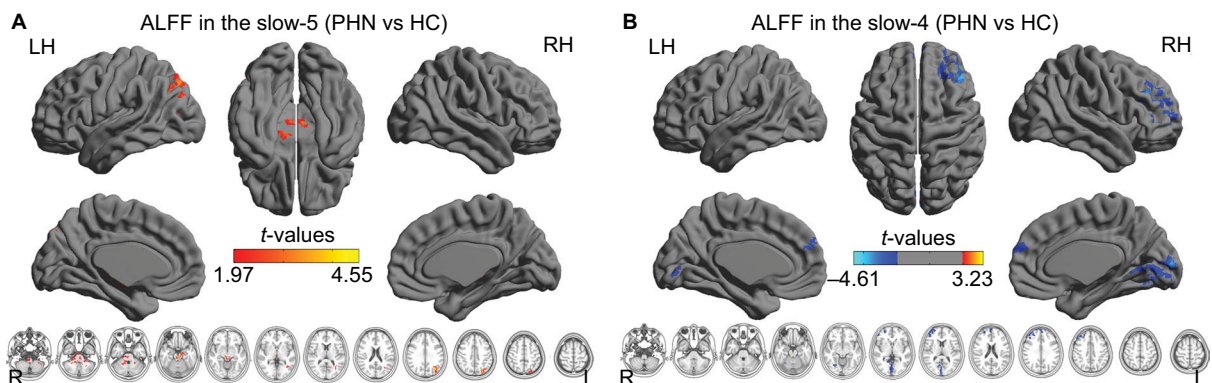 A
ALFF in the slow-5 (PHN vs HC)
LH
RH
t-values
1.97
4.55
R
L
B
ALFF in the slow-4 (PHN vs HC)
LH
RH
t-values
–4.61
3.23
R
L